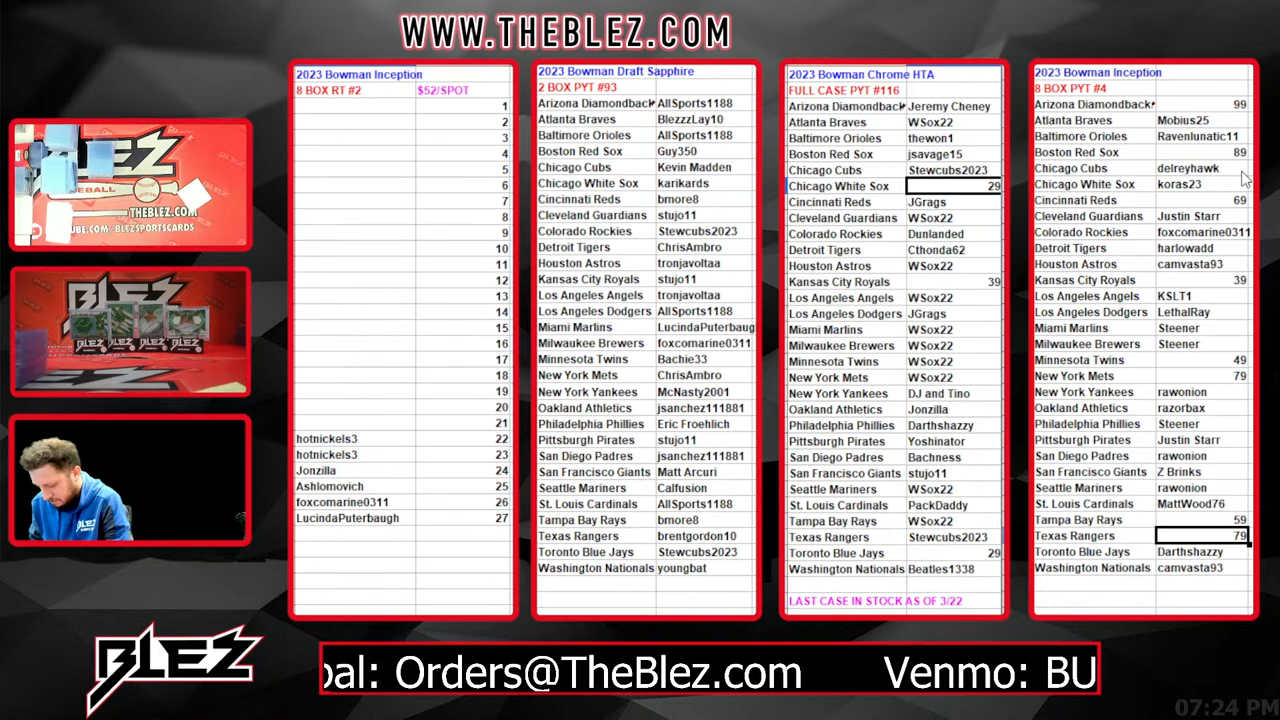 WWW.THEBLEZ.COM
2023 Bowman Inception
8 BOX RT #2 $52/SPOT
1
2
3
4
5
6
7
8
9
10
11
12
13
14
15
16
17
18
19
20
21
hotnickels3 22
hotnickels3 23
Jonzilla 24
Ashlomovich 25
foxcomarine0311 26
LucindaPuterbaugh 27
2023 Bowman Draft Sapphire
2 BOX PYT #93
Arizona Diamondback AllSports1188
Atlanta Braves BlezzzLay10
Baltimore Orioles AllSports1188
Boston Red Sox Guy350
Chicago Cubs Kevin Madden
Chicago White Sox karikards
Cincinnati Reds bmore8
Cleveland Guardians stujo11
Colorado Rockies Stewcubs2023
Detroit Tigers ChrisAmbro
Houston Astros tronjavoltaa
Kansas City Royals stujo11
Los Angeles Angels tronjavoltaa
Los Angeles Dodgers AllSports1188
Miami Marlins LucindaPuterbaug
Milwaukee Brewers foxcomarine0311
Minnesota Twins Bachie33
New York Mets ChrisAmbro
New York Yankees McNasty2001
Oakland Athletics jsanchez111881
Philadelphia Phillies Eric Froehlich
Pittsburgh Pirates stujo11
San Diego Padres jsanchez111881
San Francisco Giants Matt Arcuri
Seattle Mariners Calfusion
St. Louis Cardinals AllSports1188
Tampa Bay Rays bmore8
Texas Rangers brentgordon10
Toronto Blue Jays Stewcubs2023
Washington Nationals youngbat
2023 Bowman Chrome HTA
FULL CASE PYT #116
Arizona Diamondback Jeremy Cheney
Atlanta Braves WSox22
Baltimore Orioles thewon1
Boston Red Sox jsavage15
Chicago Cubs Stewcubs2023
Chicago White Sox 29
Cincinnati Reds JGrags
Cleveland Guardians WSox22
Colorado Rockies Dunlanded
Detroit Tigers Cthonda62
Houston Astros WSox22
Kansas City Royals 39
Los Angeles Angels WSox22
Los Angeles Dodgers JGrags
Miami Marlins WSox22
Milwaukee Brewers WSox22
Minnesota Twins WSox22
New York Mets WSox22
New York Yankees DJ and Tino
Oakland Athletics Jonzilla
Philadelphia Phillies Darthshazzy
Pittsburgh Pirates Yoshinator
San Diego Padres Bachness
San Francisco Giants stujo11
Seattle Mariners WSox22
St. Louis Cardinals PackDaddy
Tampa Bay Rays WSox22
Texas Rangers Stewcubs2023
Toronto Blue Jays 29
Washington Nationals Beatles1338
LAST CASE IN STOCK AS OF 3/22
2023 Bowman Inception
8 BOX PYT #4
Arizona Diamondback 99
Atlanta Braves Mobius25
Baltimore Orioles Ravenlunatic11
Boston Red Sox 89
Chicago Cubs delreyhawk
Chicago White Sox koras23
Cincinnati Reds 69
Cleveland Guardians Justin Starr
Colorado Rockies foxcomarine0311
Detroit Tigers harlowadd
Houston Astros camvasta93
Kansas City Royals 39
Los Angeles Angels KSLT1
Los Angeles Dodgers LethalRay
Miami Marlins Steener
Milwaukee Brewers Steener
Minnesota Twins 49
New York Mets 79
New York Yankees rawonion
Oakland Athletics razorbax
Philadelphia Phillies Steener
Pittsburgh Pirates Justin Starr
San Diego Padres rawonion
San Francisco Giants Z Brinks
Seattle Mariners rawonion
St. Louis Cardinals MattWood76
Tampa Bay Rays 59
Texas Rangers 79
Toronto Blue Jays Darthshazzy
Washington Nationals camvasta93
BLEZ
pal: Orders@TheBlez.com Venmo: BU
07:24 PM